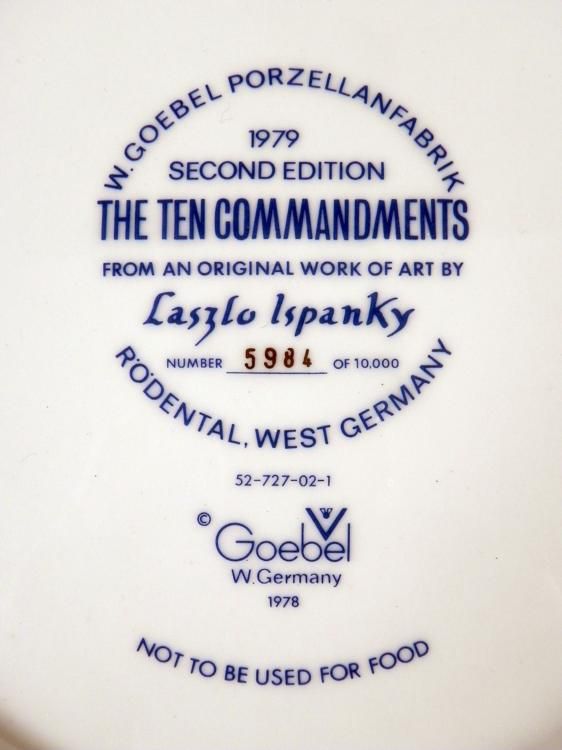 W. GOEBEL PORZELLANFABRIK
1979
SECOND EDITION
THE TEN COMMANDMENTS
FROM AN ORIGINAL WORK OF ART BY
Laszlo Ispanky
NUMBER 5984 OF 10,000
RÖDENTAL, WEST GERMANY
52-727-02-1
© Goebel
W. Germany
1978
NOT TO BE USED FOR FOOD